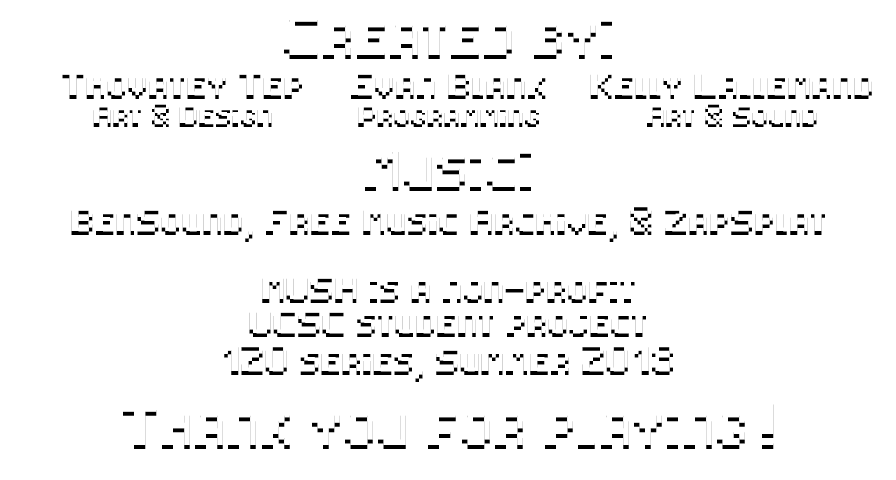 Created by:
Thovatey Tep Evan Blank Kelly Lallemand
Art & Design Programming Art & Sound
Music:
BenSound, Free Music Archive, & ZapSplat
MUSH is a non-profit
UCSC student project
120 series, Summer 2018
Thank you for playing!